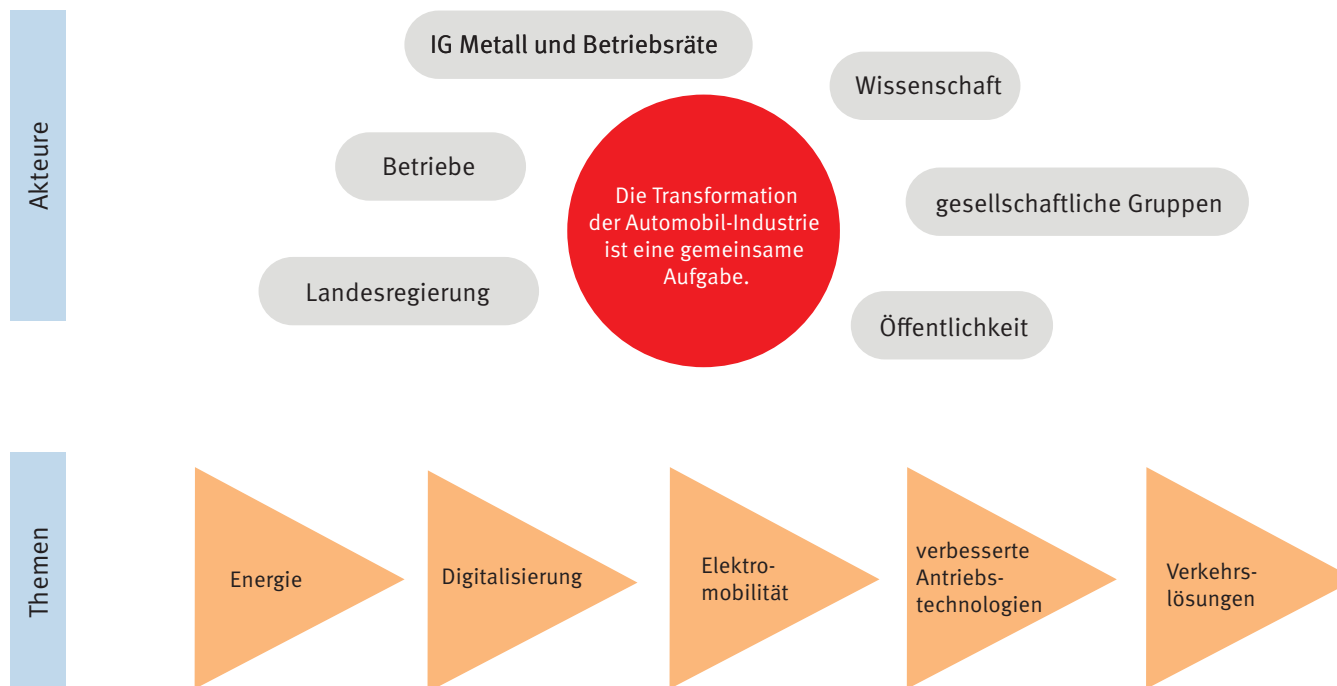 Akteure
IG Metall und Betriebsräte
Wissenschaft
Betriebe
gesellschaftliche Gruppen
Landesregierung
Öffentlichkeit
Die Transformation
der Automobil-Industrie
ist eine gemeinsame
Aufgabe.
Themen
Energie
Digitalisierung
Elektro-
mobilität
verbesserte
Antriebs-
technologien
Verkehrs-
lösungen